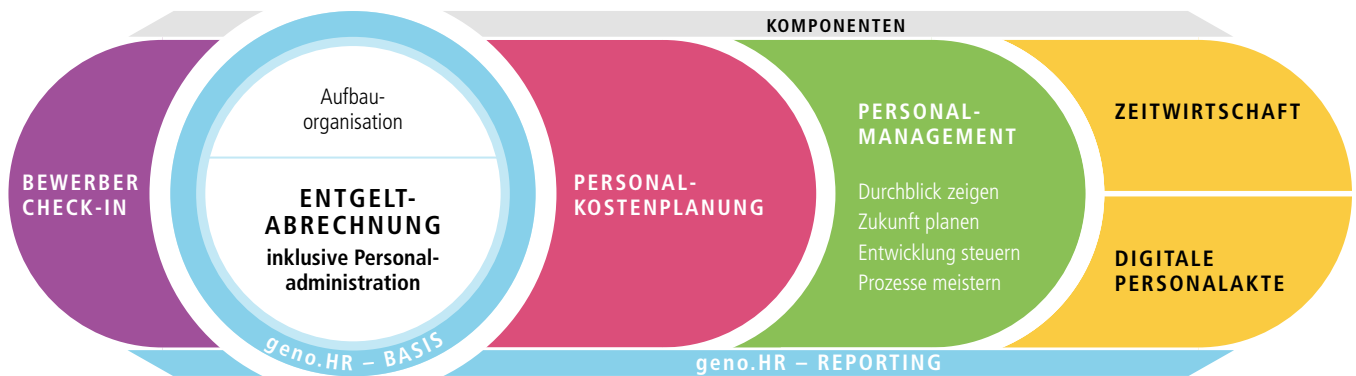 KOMPONENTEN
BEWERBER
CHECK-IN
Aufbau-
organisation
ENTGELT-
ABRECHNUNG
inklusive Personal-
administration
geno.HR – BASIS
PERSONAL-
KOSTENPLANUNG
PERSONAL-
MANAGEMENT
Durchblick zeigen
Zukunft planen
Entwicklung steuern
Prozesse meistern
ZEITWIRTSCHAFT
DIGITALE
PERSONALAKTE
geno.HR – REPORTING